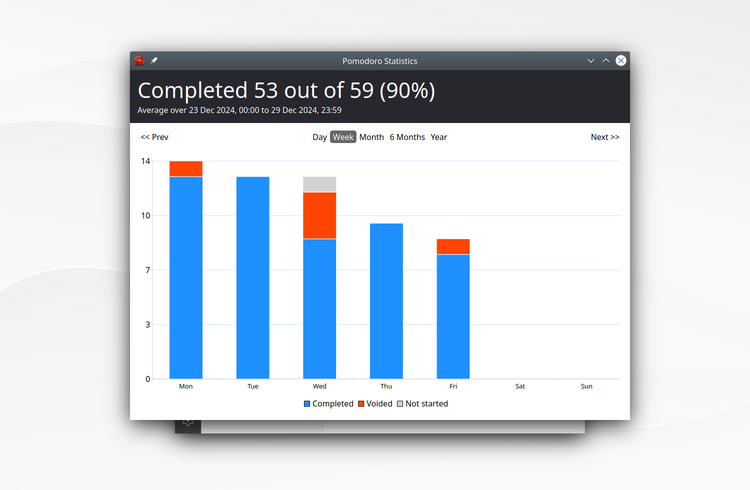 Pomodoro Statistics
Completed 53 out of 59 (90%)
Average over 23 Dec 2024, 00:00 to 29 Dec 2024, 23:59
<< Prev Day Week Month 6 Months Year Next >>
14
10
7
3
0
Mon Tue Wed Thu Fri Sat Sun
Completed Voided Not started